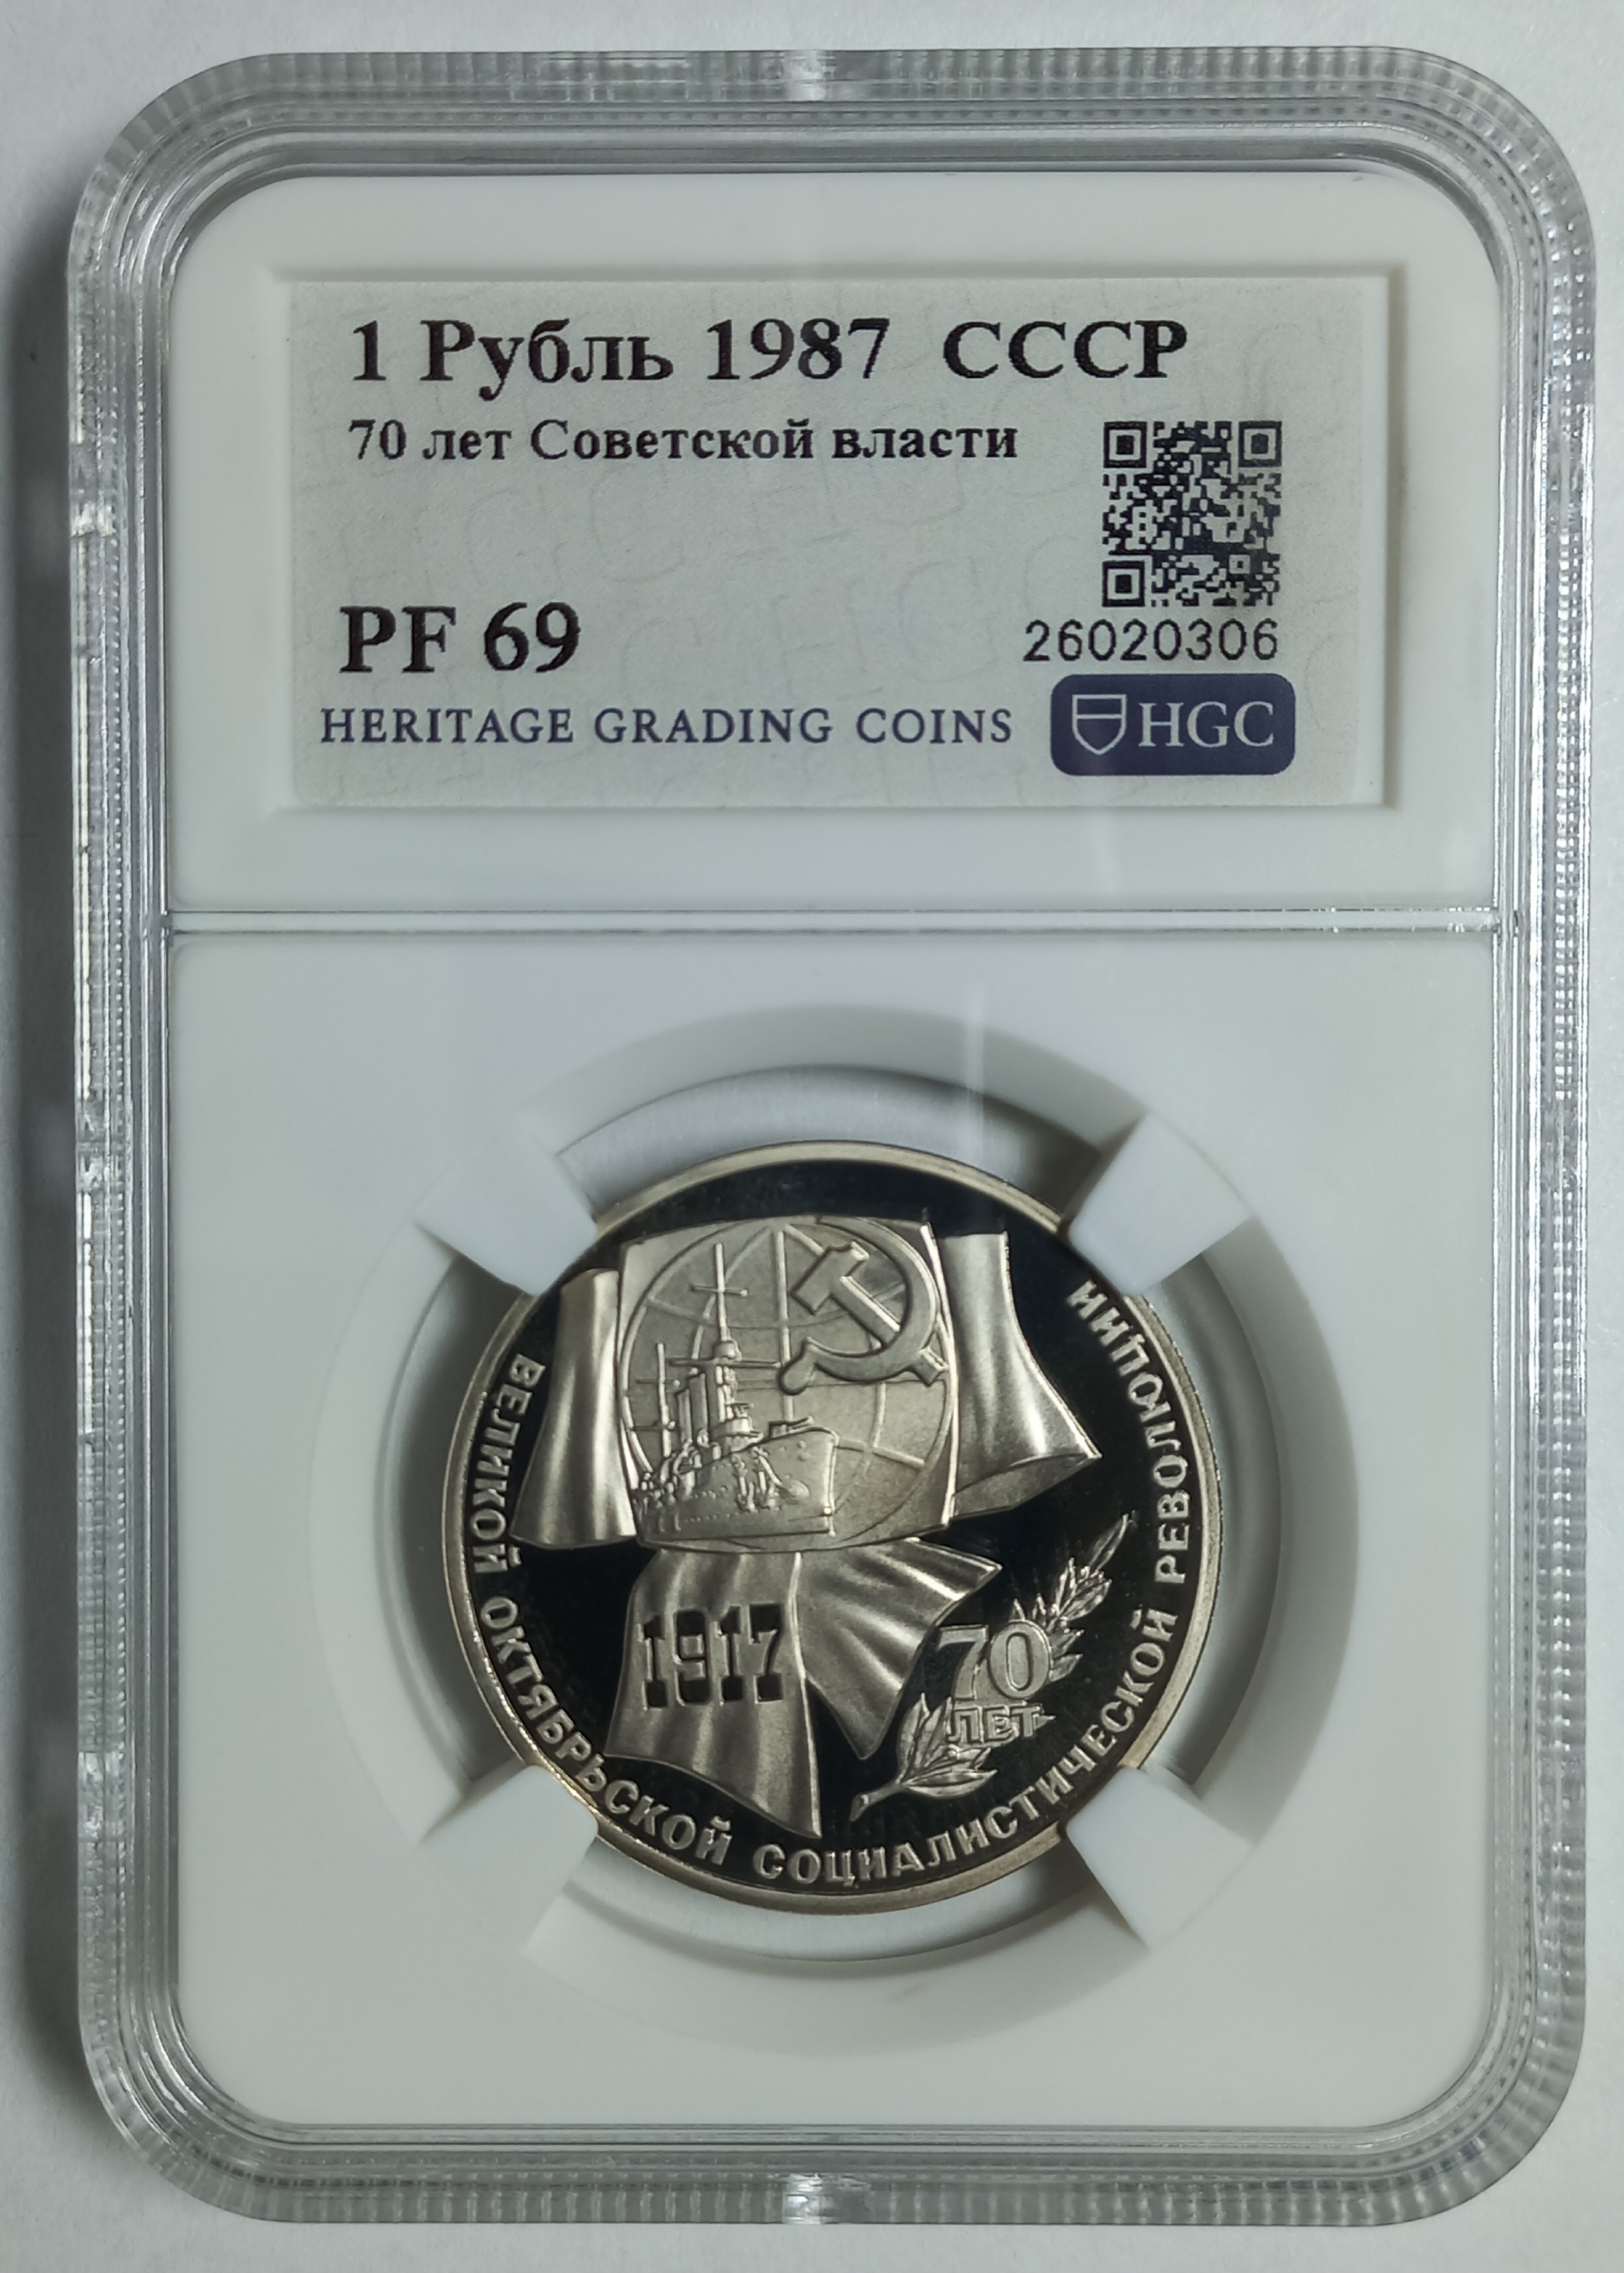 1 Рубль 1987 СССР
70 лет Советской власти
PF 69
26020306
HERITAGE GRADING COINS
HGC
1917
70
ЛЕТ
ВЕЛИКОЙ ОКТЯБРЬСКОЙ СОЦИАЛИСТИЧЕСКОЙ РЕВОЛЮЦИИ